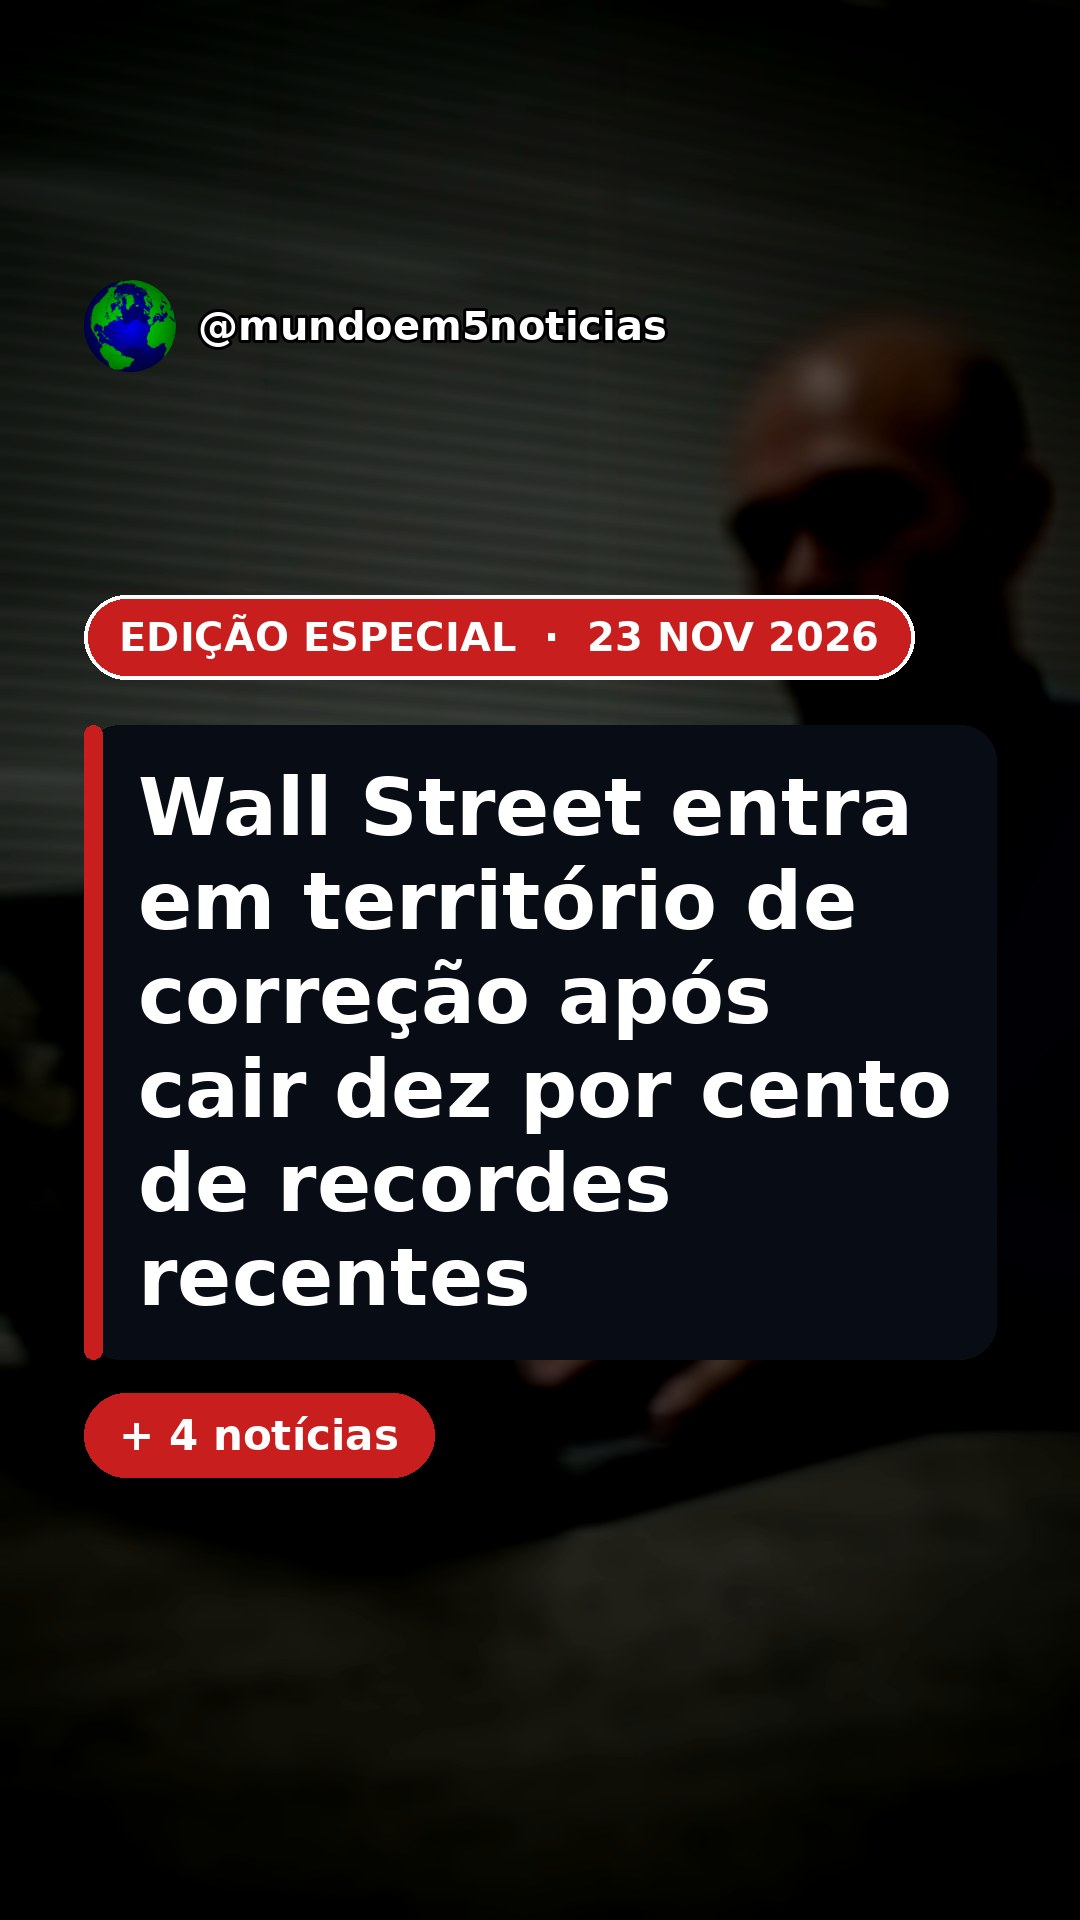 @mundoem5noticias
EDIÇÃO ESPECIAL · 23 NOV 2026
Wall Street entra
em território de
correção após
cair dez por cento
de recordes
recentes
+ 4 notícias